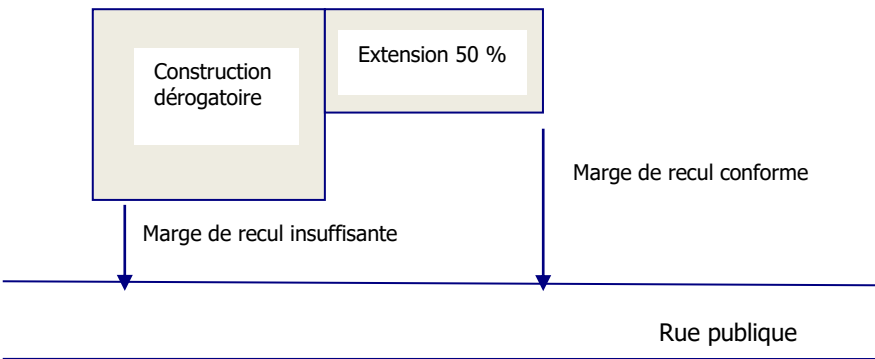 Construction
dérogatoire
Extension 50 %
Marge de recul conforme
Marge de recul insuffisante
Rue publique